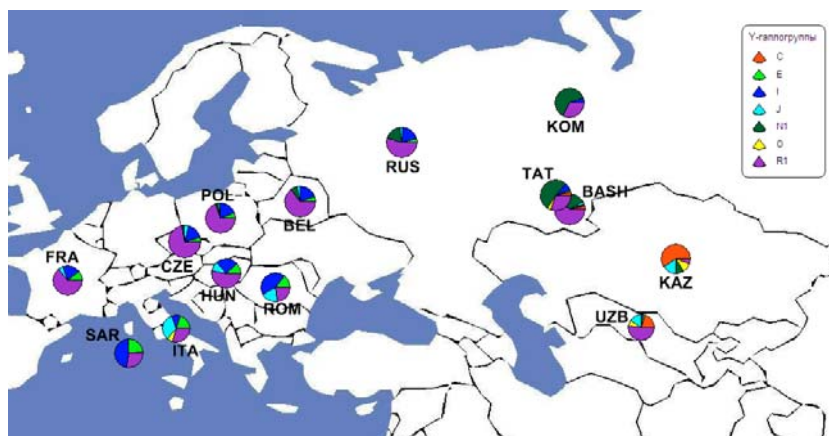 Y-гаплогруппы
C
E
I
J
N1
O
R1
KOM
RUS
TAT
BASH
POL
BEL
FRA
CZE
HUN
ROM
KAZ
UZB
SAR
ITA